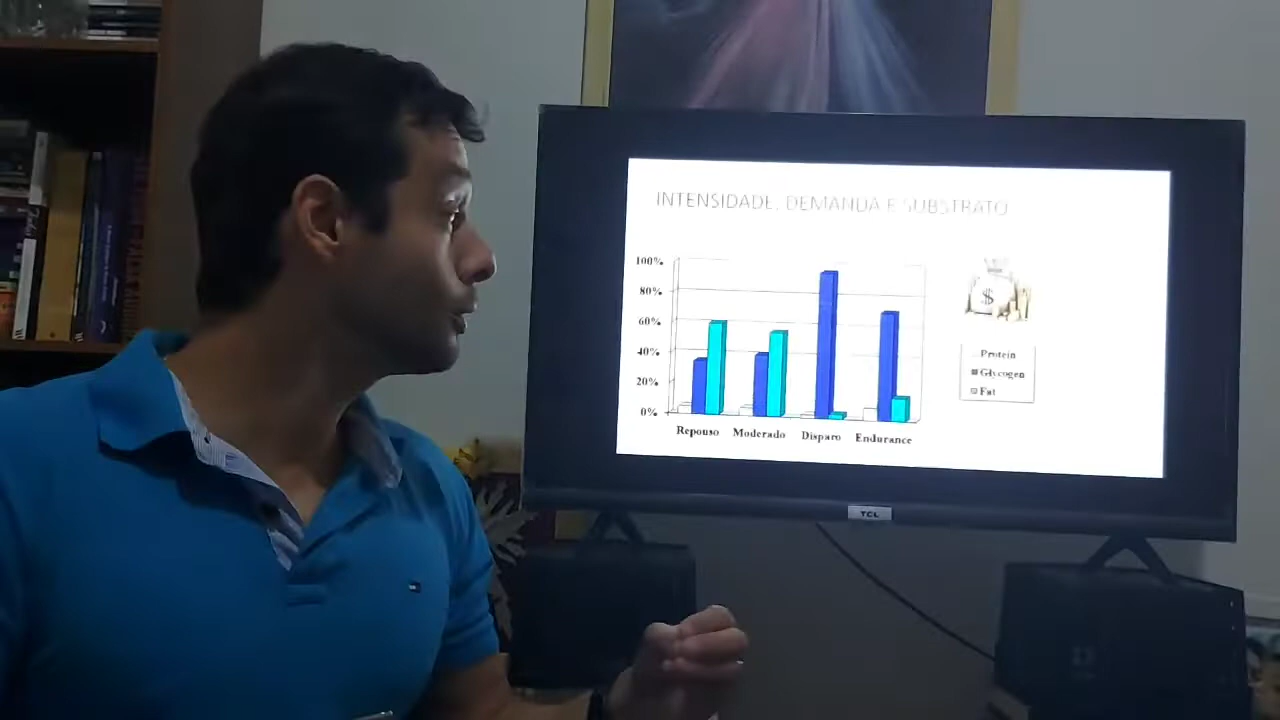 INTENSIDADE, DEMANDA E SUBSTRATO
100%
80%
60%
40%
20%
0%
Repouso Moderado Disparo Endurance
$
Protein
Glycogen
Fat
TCL